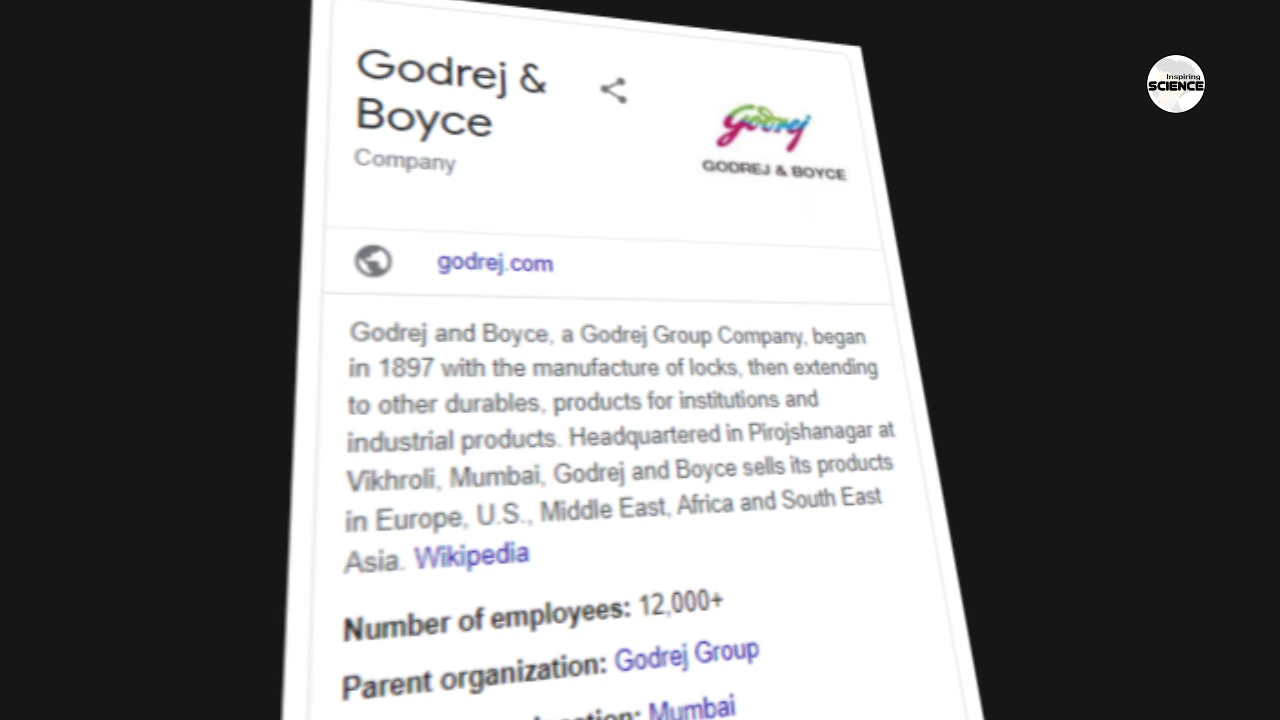 Godrej &
Boyce
Company
Godrej
GODREJ & BOYCE
Inspiring
SCIENCE
godrej.com
Godrej and Boyce, a Godrej Group Company, began
in 1897 with the manufacture of locks, then extending
to other durables, products for institutions and
industrial products. Headquartered in Pirojshanagar at
Vikhroli, Mumbai, Godrej and Boyce sells its products
in Europe, U.S., Middle East, Africa and South East
Asia. Wikipedia
Number of employees: 12,000+
Parent organization: Godrej Group
Mumbai